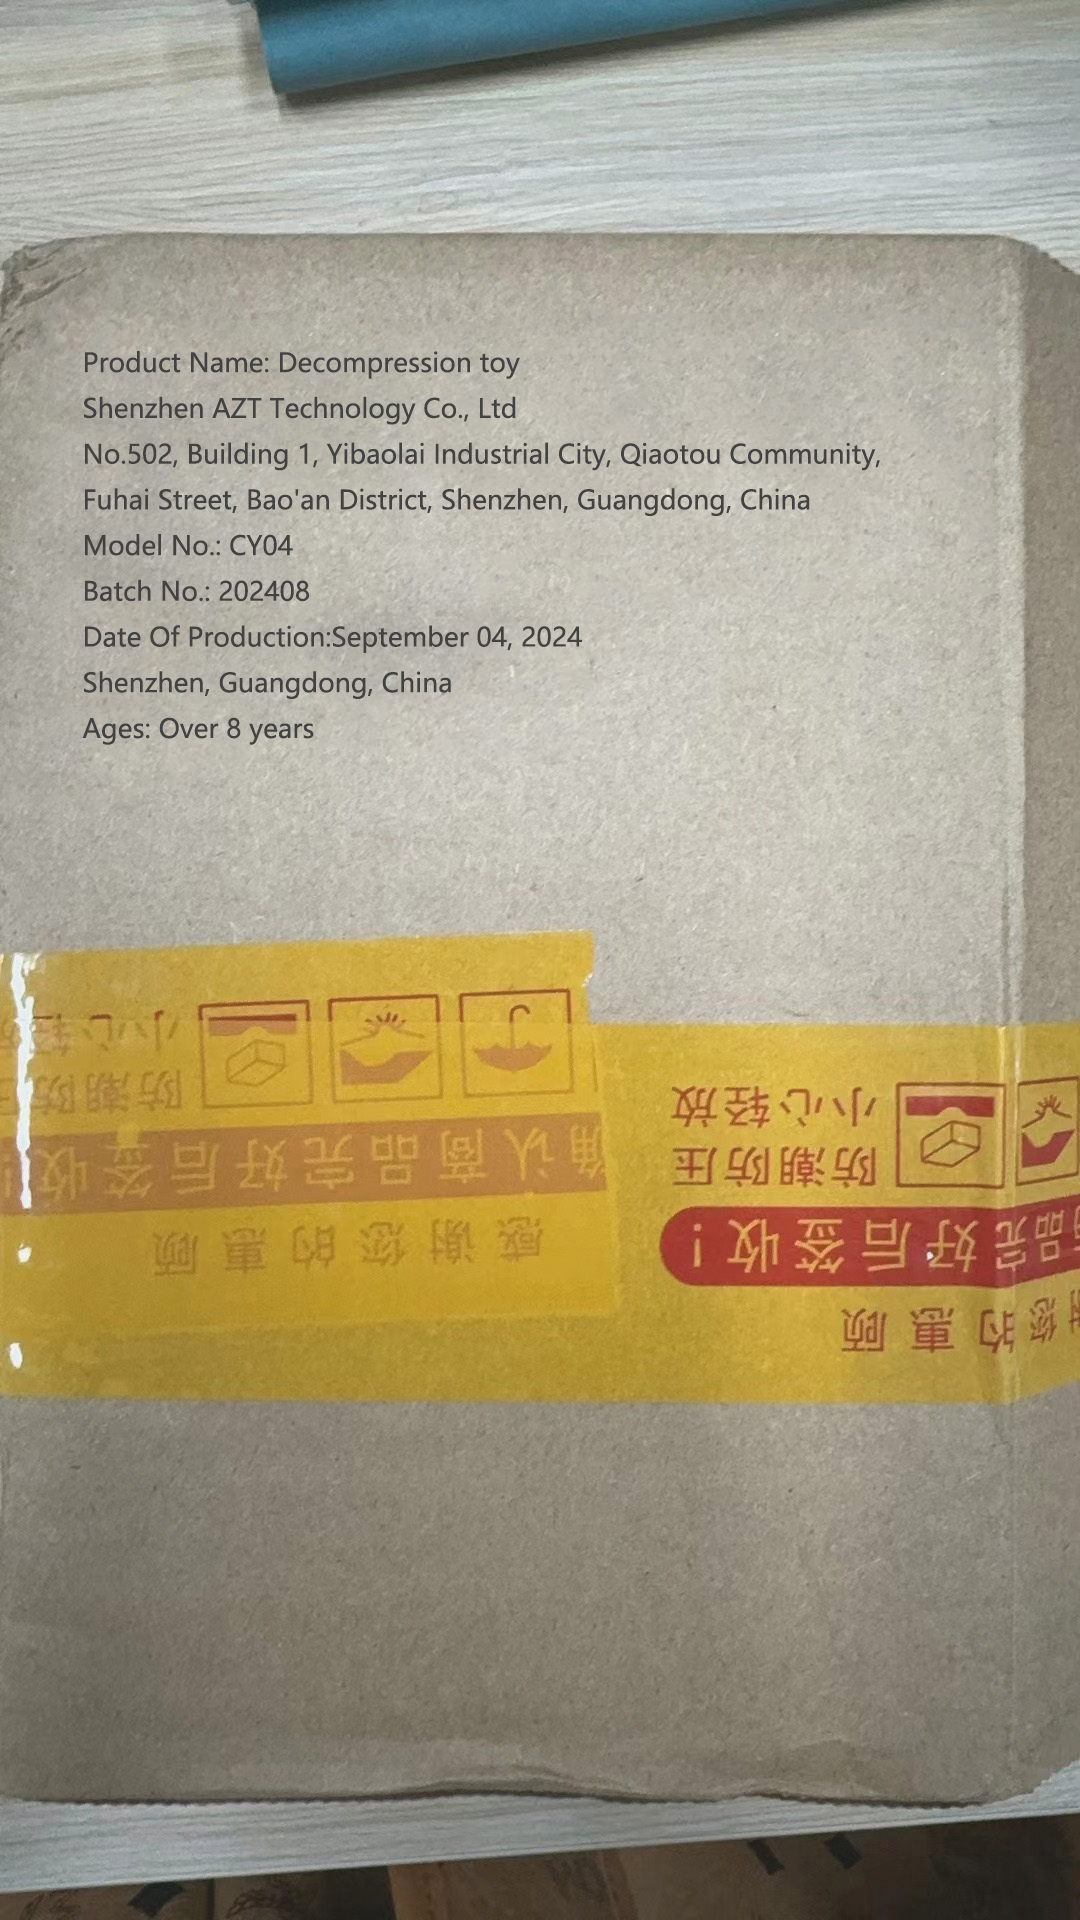 Product Name: Decompression toy
Shenzhen AZT Technology Co., Ltd
No.502, Building 1, Yibaolai Industrial City, Qiaotou Community,
Fuhai Street, Bao'an District, Shenzhen, Guangdong, China
Model No.: CY04
Batch No.: 202408
Date Of Production:September 04, 2024
Shenzhen, Guangdong, China
Ages: Over 8 years
小心轻
防潮防压
确认商品完好后签收!
感谢您的惠顾
小心轻放
防潮防压
品完好后签收!
谢您的惠顾